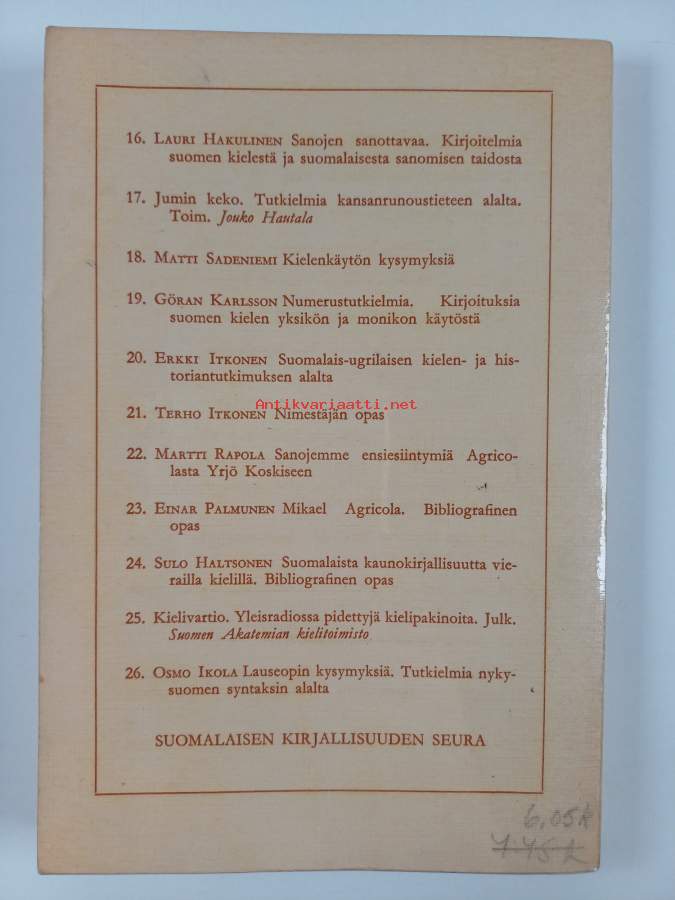 16. LAURI HAKULINEN Sanojen sanottavaa. Kirjoitelmia
suomen kielestä ja suomalaisesta sanomisen taidosta
17. Jumin keko. Tutkielmia kansanrunoustieteen alalta.
Toim. Jouko Hautala
18. MATTI SADENIEMI Kielenkäytön kysymyksiä
19. GÖRAN KARLSSON Numerustutkielmia. Kirjoituksia
suomen kielen yksikön ja monikon käytöstä
20. ERKKI ITKONEN Suomalais-ugrilaisen kielen- ja his-
toriantutkimuksen alalta
Antikvariaatti.net
21. TERHO ITKONEN Nimestäjän opas
22. MARTTI RAPOLA Sanojemme ensiesiintymiä Agrico-
lasta Yrjö Koskiseen
23. EINAR PALMUNEN Mikael Agricola. Bibliografinen
opas
24. SULO HALTSONEN Suomalaista kaunokirjallisuutta vie-
railla kielillä. Bibliografinen opas
25. Kielivartio. Yleisradiossa pidettyjä kielipakinoita. Julk.
Suomen Akatemian kielitoimisto
26. OSMO IKOLA Lauseopin kysymyksiä. Tutkielmia nyky-
suomen syntaksin alalta
SUOMALAISEN KIRJALLISUUDEN SEURA
6,05k